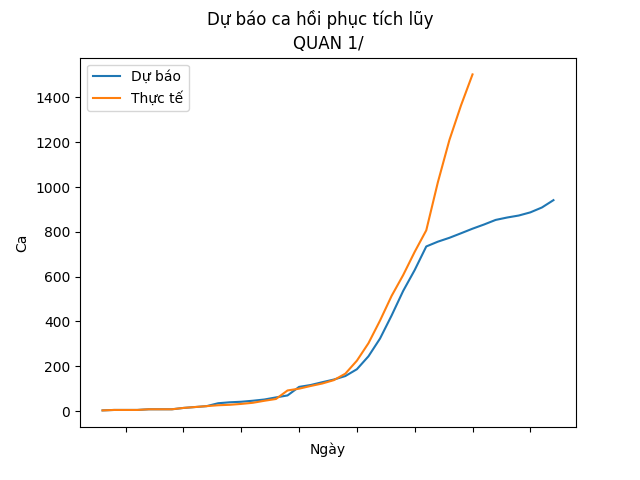 Dự báo ca hồi phục tích lũy
QUAN 1/
Dự báo
Thực tế
1400
1200
1000
800
600
400
200
0
Ca
Ngày